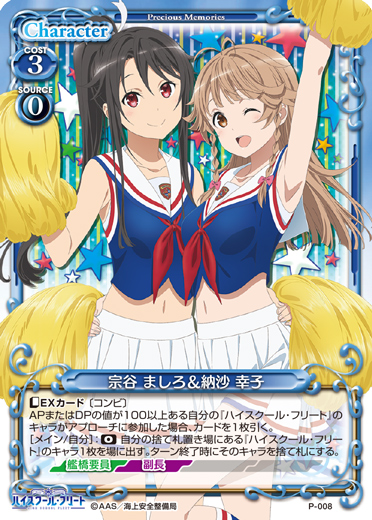 Precious Memories
Character
COST
3
SOURCE
0
宗谷 ましろ&納沙 幸子
EXカード〔コンビ〕
APまたはDPの値が100以上ある自分の『ハイスクール・フリート』の
キャラがアプローチに参加した場合、カードを1枚引く。
[メイン/自分]: 自分の捨て札置き場にある『ハイスクール・フリー
ト』のキャラ1枚を場に出す。ターン終了時にそのキャラを捨て札にする。
艦橋要員 副長
ハイスクール・フリート
©AAS/海上安全整備局
P-008